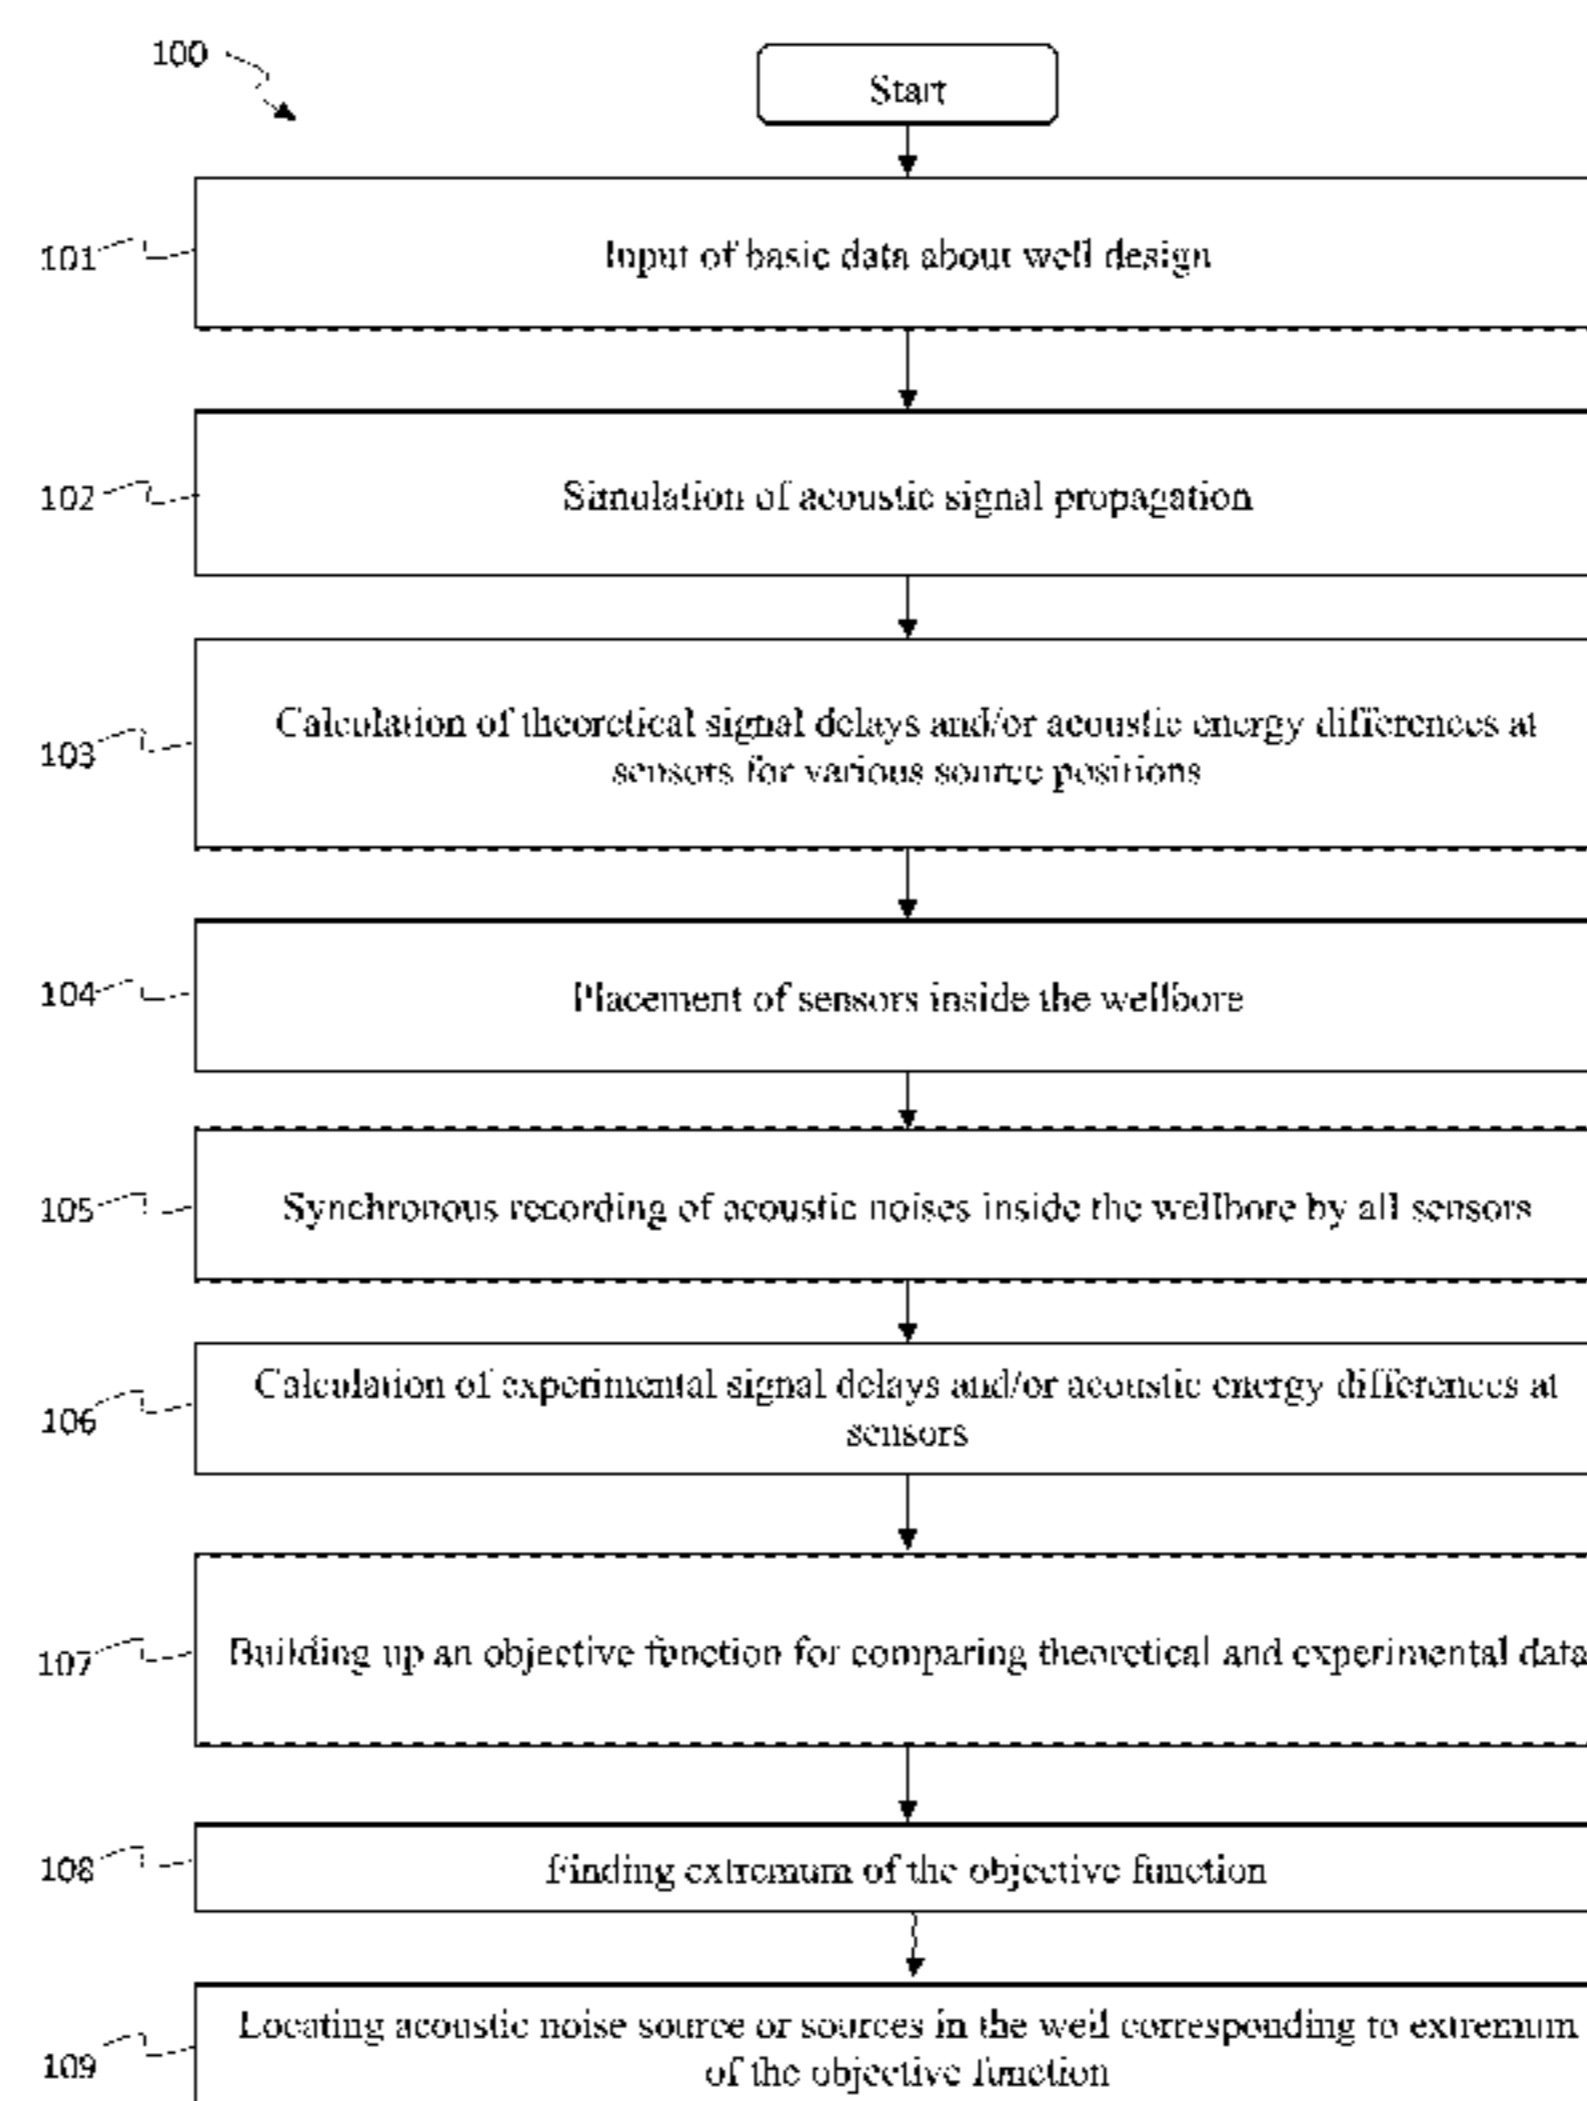 100
Start
101
Input of basic data about well design
102
Simulation of acoustic signal propagation
103
Calculation of theoretical signal delays and/or acoustic energy differences at
sensors for various source positions
104
Placement of sensors inside the wellbore
105
Synchronous recording of acoustic noises inside the wellbore by all sensors
106
Calculation of experimental signal delays and/or acoustic energy differences at
sensors
107
Building up an objective function for comparing theoretical and experimental data
108
Finding extremum of the objective function
109
Locating acoustic noise source or sources in the well corresponding to extremum
of the objective function